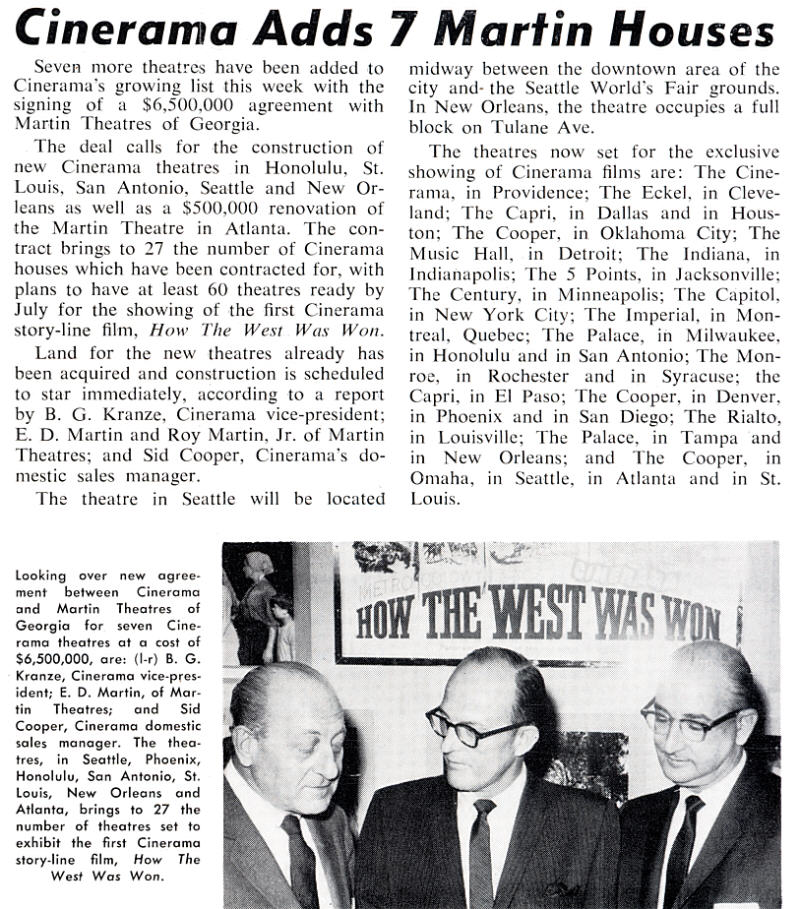 Cinerama Adds 7 Martin Houses
Seven more theatres have been added to
Cinerama's growing list this week with the
signing of a $6,500,000 agreement with
Martin Theatres of Georgia.
The deal calls for the construction of
new Cinerama theatres in Honolulu, St.
Louis, San Antonio, Seattle and New Or-
leans as well as a $500,000 renovation of
the Martin Theatre in Atlanta. The con-
tract brings to 27 the number of Cinerama
houses which have been contracted for, with
plans to have at least 60 theatres ready by
July for the showing of the first Cinerama
story-line film, How The West Was Won.
Land for the new theatres already has
been acquired and construction is scheduled
to star immediately, according to a report
by B. G. Kranze, Cinerama vice-president;
E. D. Martin and Roy Martin, Jr. of Martin
Theatres; and Sid Cooper, Cinerama's do-
mestic sales manager.
The theatre in Seattle will be located
midway between the downtown area of the
city and the Seattle World's Fair grounds.
In New Orleans, the theatre occupies a full
block on Tulane Ave.
The theatres now set for the exclusive
showing of Cinerama films are: The Cine-
rama, in Providence; The Eckel, in Cleve-
land; The Capri, in Dallas and in Hous-
ton; The Cooper, in Oklahoma City; The
Music Hall, in Detroit; The Indiana, in
Indianapolis; The 5 Points, in Jacksonville;
The Century, in Minneapolis; The Capitol,
in New York City; The Imperial, in Mon-
treal, Quebec; The Palace, in Milwaukee,
in Honolulu and in San Antonio; The Mon-
roe, in Rochester and in Syracuse; the
Capri, in El Paso; The Cooper, in Denver,
in Phoenix and in San Diego; The Rialto,
in Louisville; The Palace, in Tampa and
in New Orleans; and The Cooper, in
Omaha, in Seattle, in Atlanta and in St.
Louis.
Looking over new agree-
ment between Cinerama
and Martin Theatres of
Georgia for seven Cine-
rama theatres at a cost of
$6,500,000, are: (l-r) B. G.
Kranze, Cinerama vice-pres-
ident; E. D. Martin, of Mar-
tin Theatres; and Sid
Cooper, Cinerama domestic
sales manager. The thea-
tres, in Seattle, Phoenix,
Honolulu, San Antonio, St.
Louis, New Orleans and
Atlanta, brings to 27 the
number of theatres set to
exhibit the first Cinerama
story-line film, How The
West Was Won.
HOW THE WEST WAS WON